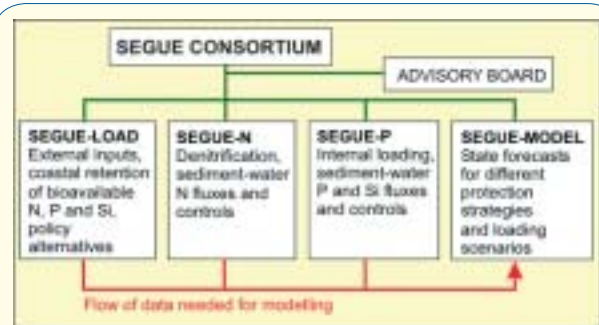 SEGUE CONSORTIUM
ADVISORY BOARD
SEGUE-LOAD
External inputs,
coastal retention
of bioavailable
N, P and Si,
policy
alternatives
SEGUE-N
Denitrification,
sediment-water
N fluxes and
controls
SEGUE-P
Internal loading,
sediment-water
P and Si fluxes
and controls
SEGUE-MODEL
State forecasts
for different
protection
strategies
and loading
scenarios
Flow of data needed for modelling